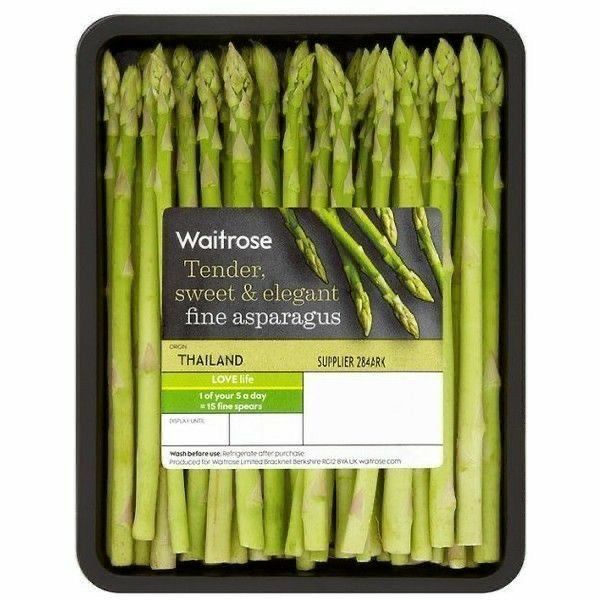 Waitrose
Tender,
sweet & elegant
fine asparagus
ORIGIN
THAILAND SUPPLIER 284ARK
LOVE life
1 of your 5 a day
= 15 fine spears
DISPLAY UNTIL
Wash before use. Refrigerate after purchase.
Produced for Waitrose Limited Bracknell Berkshire RG12 8YA UK waitrose.com